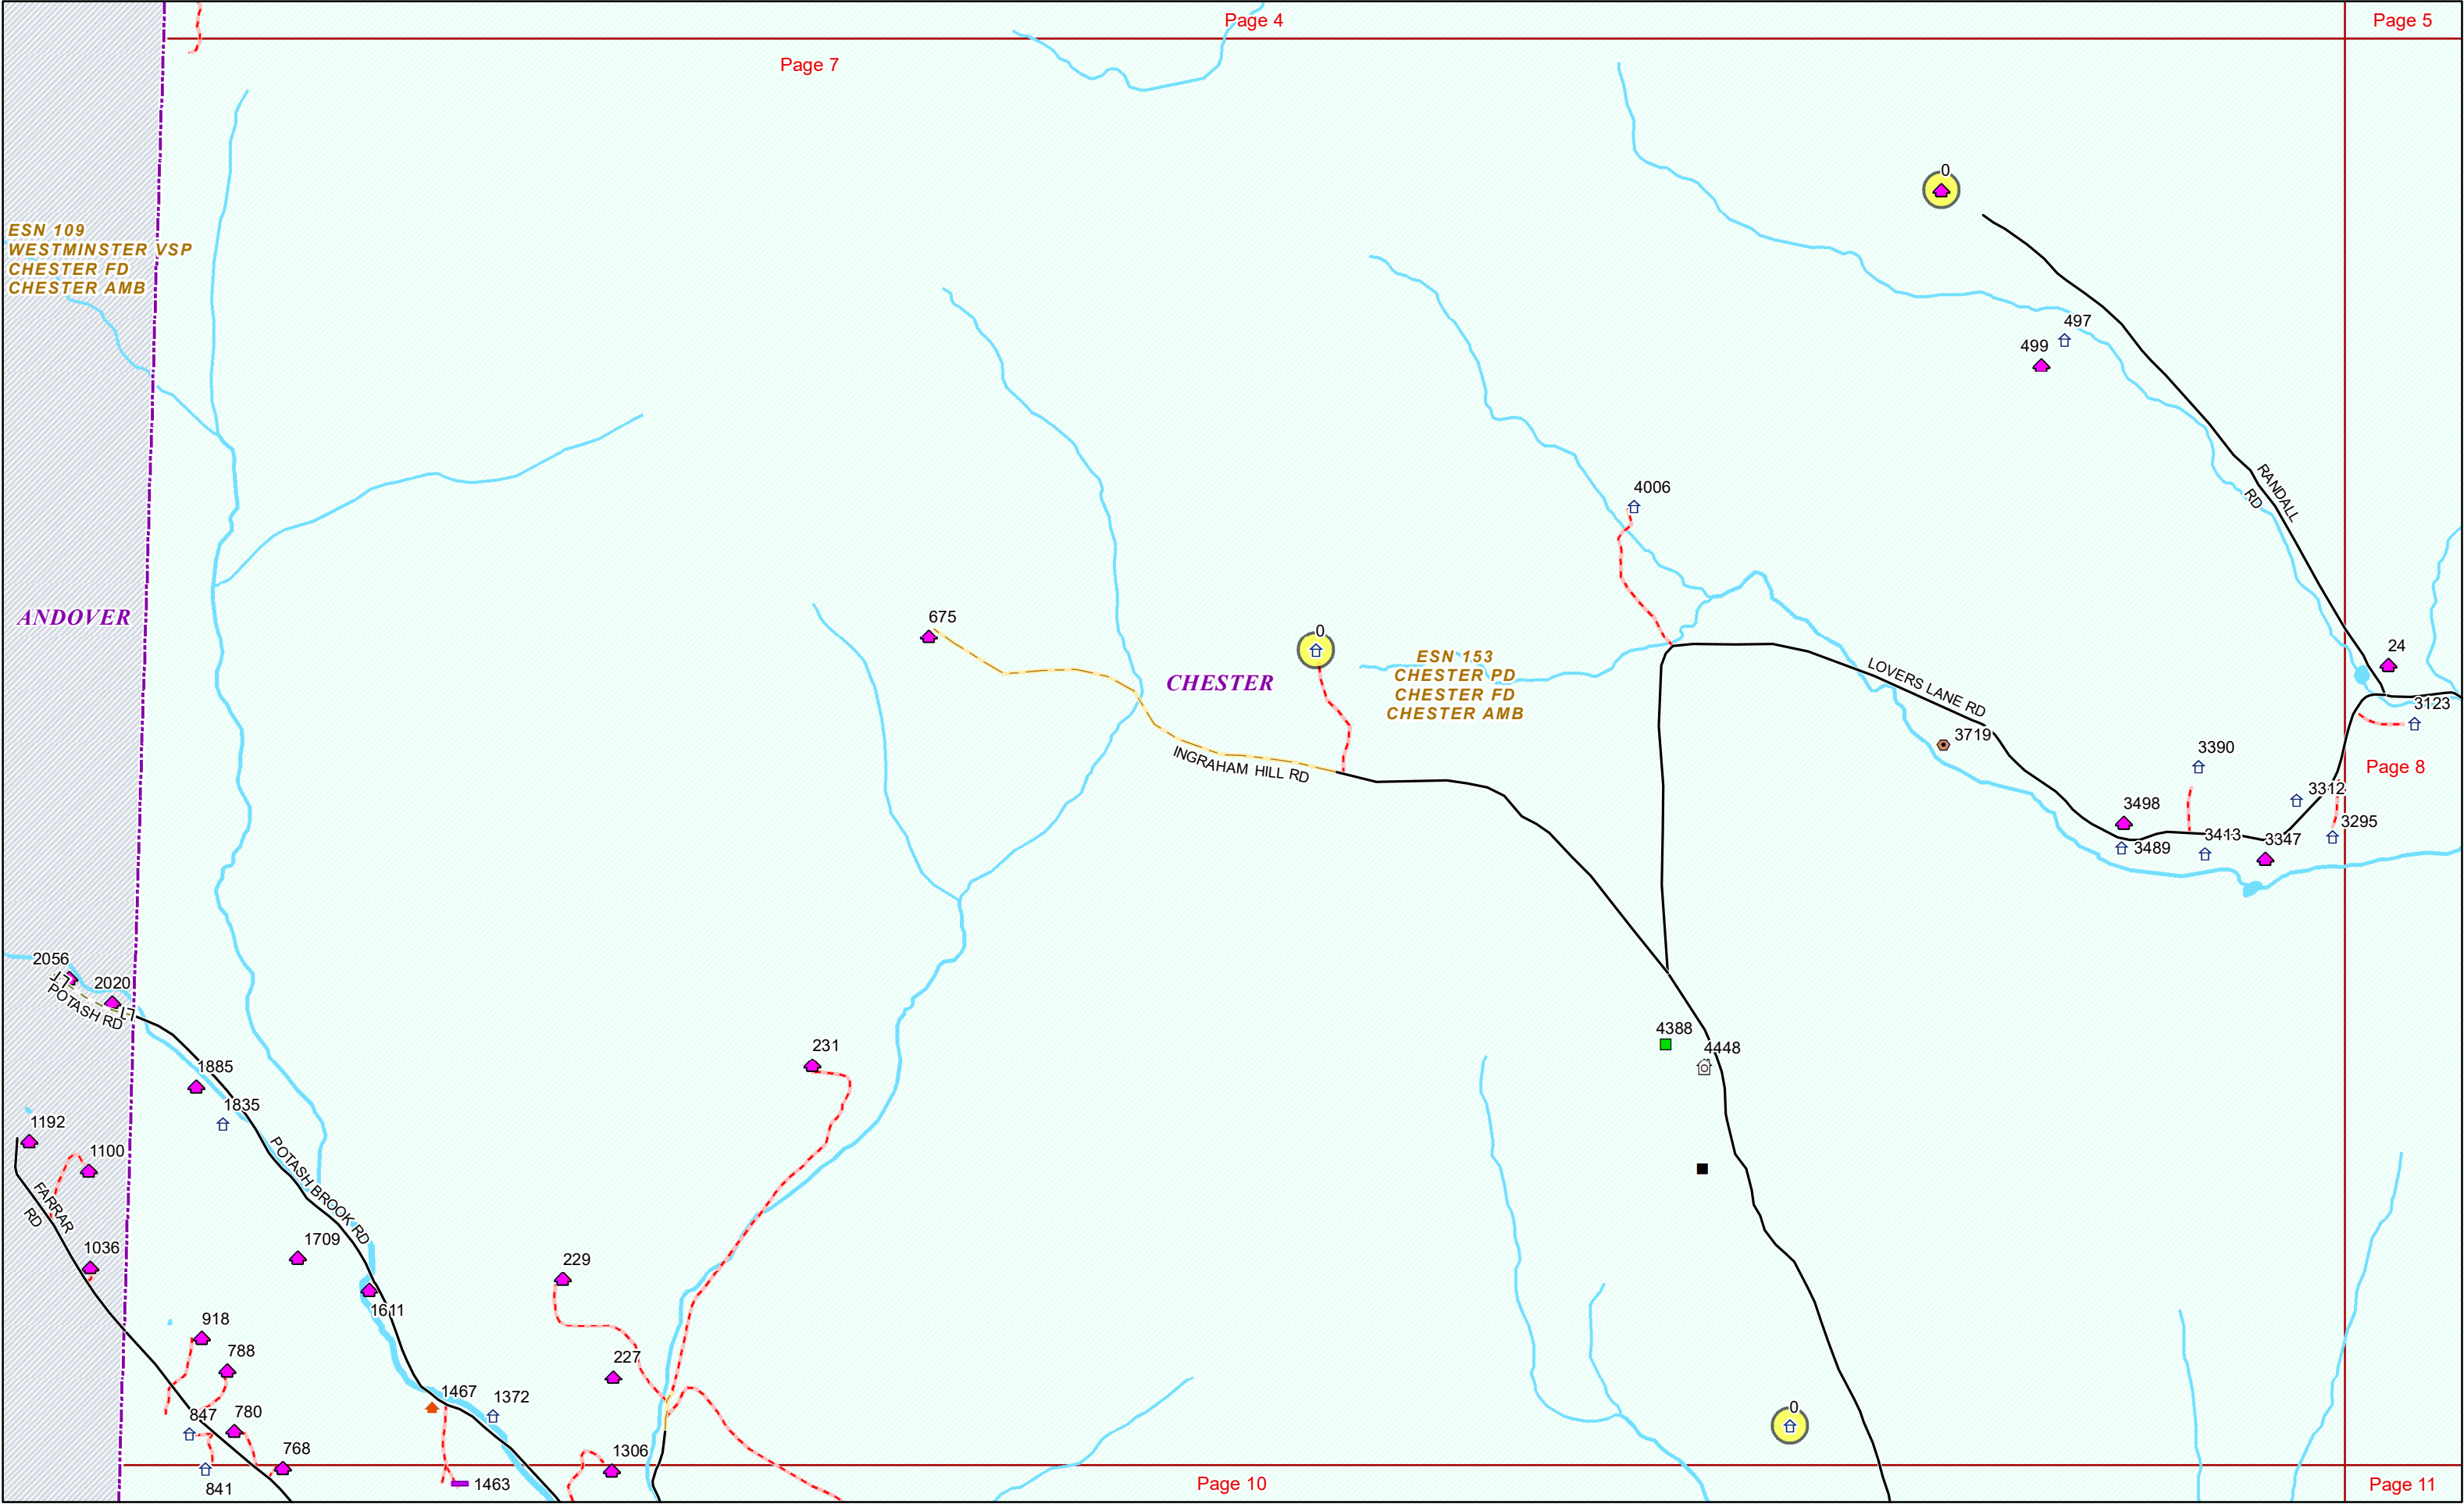 Page 4
Page 5
Page 7
0
ESN 109
WESTMINSTER VSP
CHESTER FD
CHESTER AMB
497
499
RANDALL
RD
4006
ANDOVER
675
0
24
ESN 153
CHESTER PD
CHESTER FD
CHESTER AMB
CHESTER
LOVERS LANE RD
3123
3719
3390
INGRAHAM HILL RD
Page 8
3312
3498
3295
3413
3347
3489
2056
2020
POTASH RD
4388
231
4448
1885
1835
1192
1100
POTASH BROOK RD
FARRAR
RD
1709
1036
229
1611
918
788
227
1467
1372
0
847
780
768
1306
841
1463
Page 10
Page 11